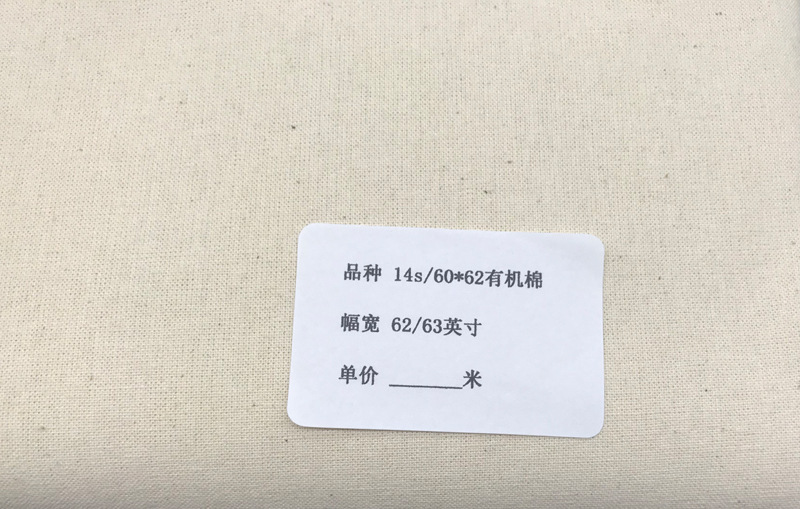 品种 14s/60*62有机棉
幅宽 62/63英寸
单价 _______米